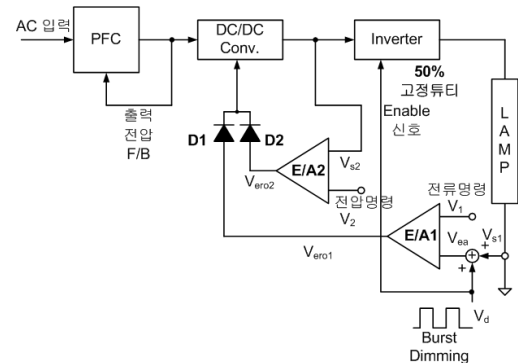 AC 입력
PFC
DC/DC
Conv.
Inverter
50%
고정튜티
Enable
신호
출력
전압
F/B
D1
D2
E/A2
Vs2
Vero2
전압명령
V2
LAMP
전류명령
V1
E/A1
Vea
Vs1
+
+
+
Vero1
Vd
Burst
Dimming